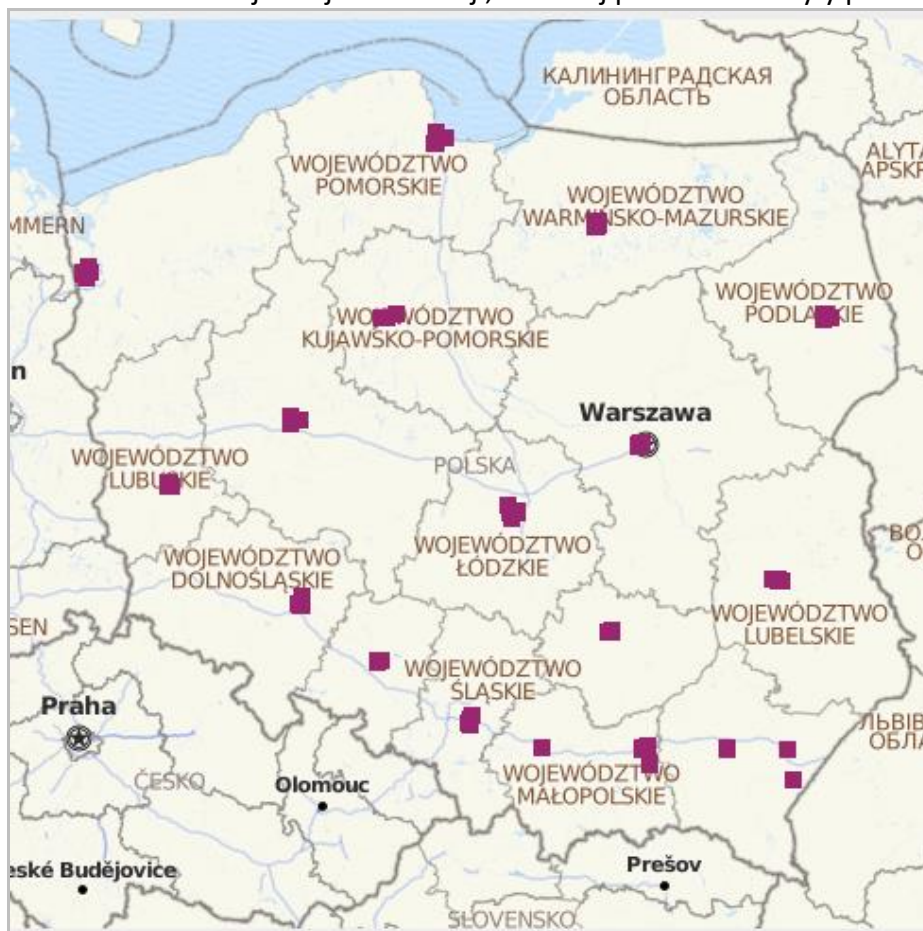 КАЛИНИНГРАДСКАЯ
ОБЛАСТЬ
WOJEWÓDZTWO
POMORSKIE
ALYTA
APSKR
WOJEWÓDZTWO
WARMIŃSKO-MAZURSKIE
MMERN
WOJEWÓDZTWO
PODLASKIE
WOJEWÓDZTWO
KUJAWSKO-POMORSKIE
n
Warszawa
WOJEWÓDZTWO
LUBUSKIE
POLSKA
WOJEWÓDZTWO
ŁÓDZKIE
WOJEWÓDZTWO
DOLNOŚLĄSKIE
SEN
WOJEWÓDZTWO
LUBELSKIE
WOJEWÓDZTWO
ŚLĄSKIE
Praha
ЛЬВІВ
ОБЛА
WOJEWÓDZTWO
MAŁOPOLSKIE
ČESKO
Olomouc
eské Budějovice
Prešov
SLOVENSKO